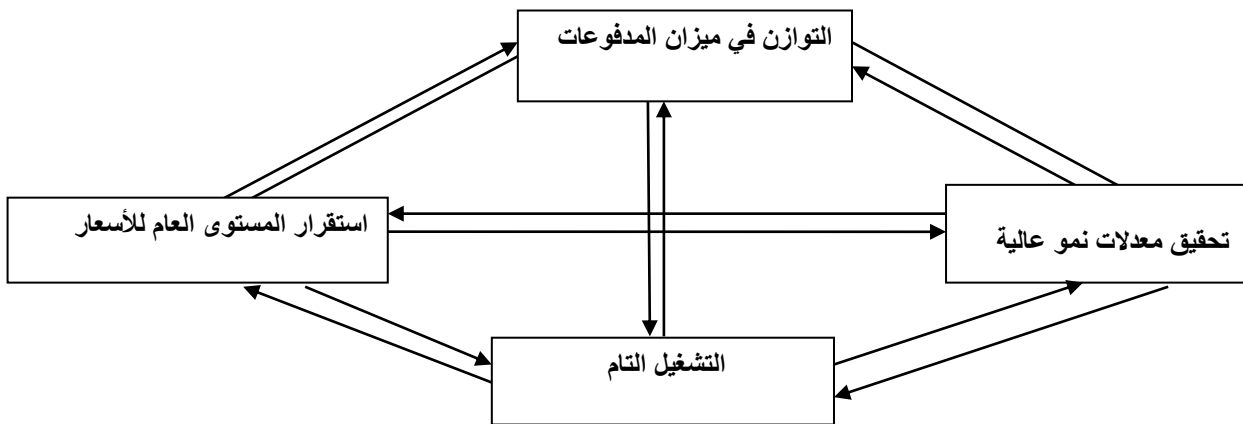 التوازن في ميزان المدفوعات
استقرار المستوى العام للأسعار
تحقيق معدلات نمو عالية
التشغيل التام